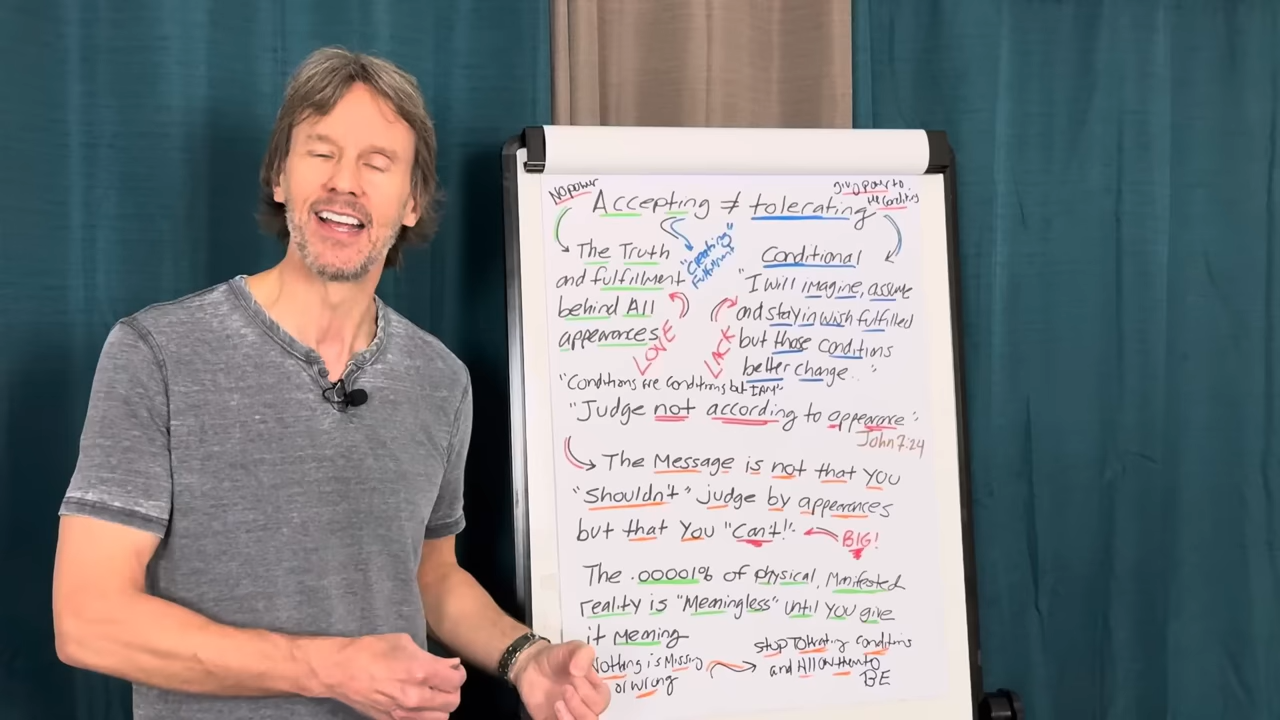 No power
giving power to
the conditions
Accepting ≠ tolerating
The Truth
and fulfillment
behind All
appearances
"Creating"
Fulfillment
LOVE
LACK
Conditional
"I will imagine, assume
and stay in wish fulfilled
but those conditions
better change..."
"Conditions are conditions but I AM"
"Judge not according to appearance"
John 7:24
The Message is not that you
"shouldn't" judge by appearances
but that you "Can't!"
BIG!
The .00001% of physical, Manifested
reality is "Meaningless" until you give
it Meaning
Nothing is Missing
or wrong
stop Tolerating conditions
and Allow them to
BE